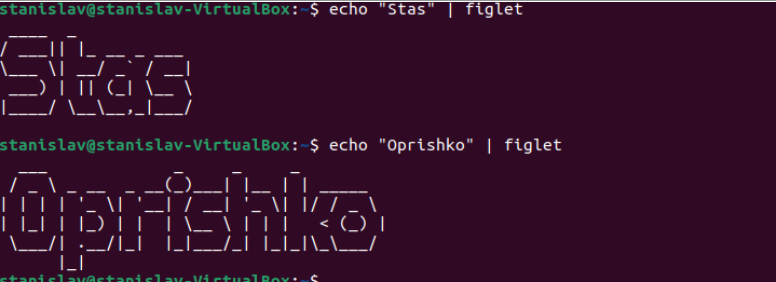 stanislav@stanislav-VirtualBox:~$ echo "Stas" | figlet
Stas
stanislav@stanislav-VirtualBox:~$ echo "Oprishko" | figlet
Oprishko
stanislav@stanislav-VirtualBox:~$